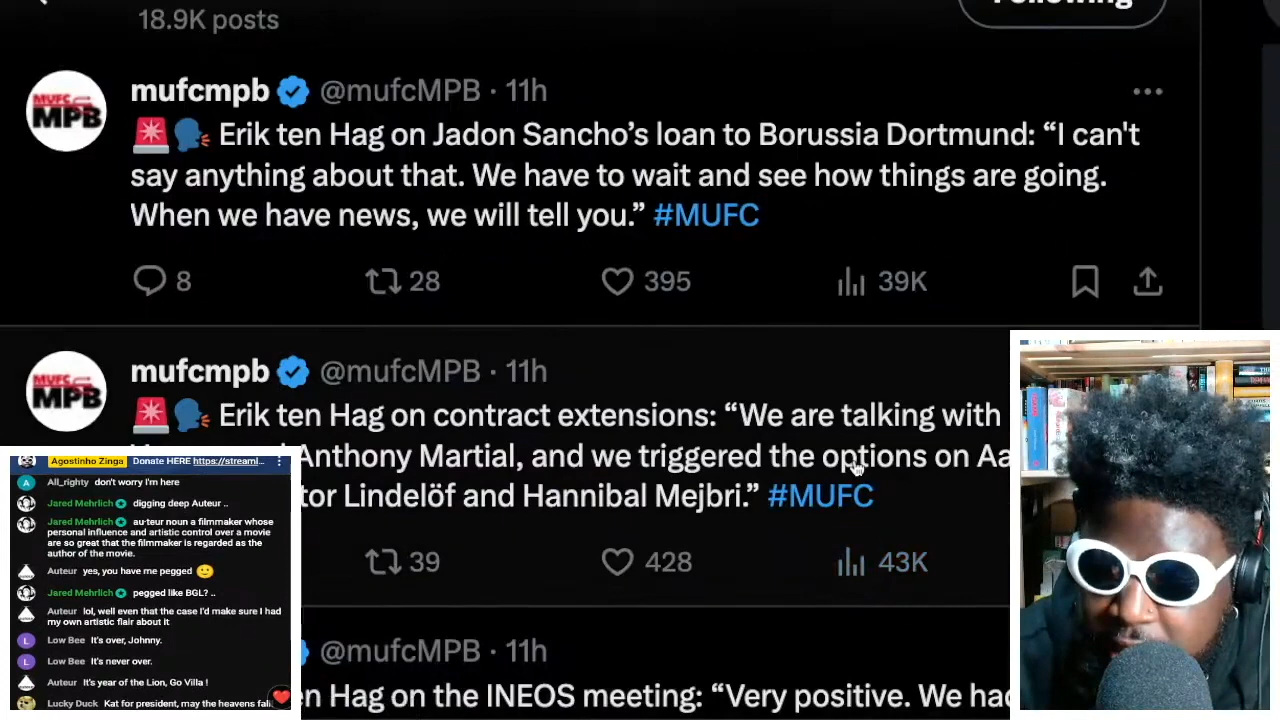 18.9K posts
Following
mufcmpb @mufcMPB · 11h
🚨🗣️ Erik ten Hag on Jadon Sancho’s loan to Borussia Dortmund: “I can't
say anything about that. We have to wait and see how things are going.
When we have news, we will tell you.” #MUFC
8 28 395 39K
MUFC
MPB
mufcmpb @mufcMPB · 11h
🚨🗣️ Erik ten Hag on contract extensions: “We are talking with
Anthony Martial, and we triggered the options on
Lindelöf and Hannibal Mejbri.” #MUFC
39 428 43K
MUFC
MPB
@mufcMPB · 11h
Hag on the INEOS meeting: “Very positive. We
Agostinho Zinga Donate HERE https://streaml...
All_righty don't worry I'm here
Jared Mehrlich digging deep Auteur ..
Jared Mehrlich au·teur noun a filmmaker whose
personal influence and artistic control over a movie
are so great that the filmmaker is regarded as the
author of the movie.
Auteur yes, you have me pegged 🙂
Jared Mehrlich pegged like BGL? ..
Auteur lol, well even that the case I'd make sure I had
my own artistic flair about it
Low Bee It's over, Johnny.
Low Bee It's never over.
Auteur It's year of the Lion, Go Villa !
Lucky Duck Kat for president, may the heavens